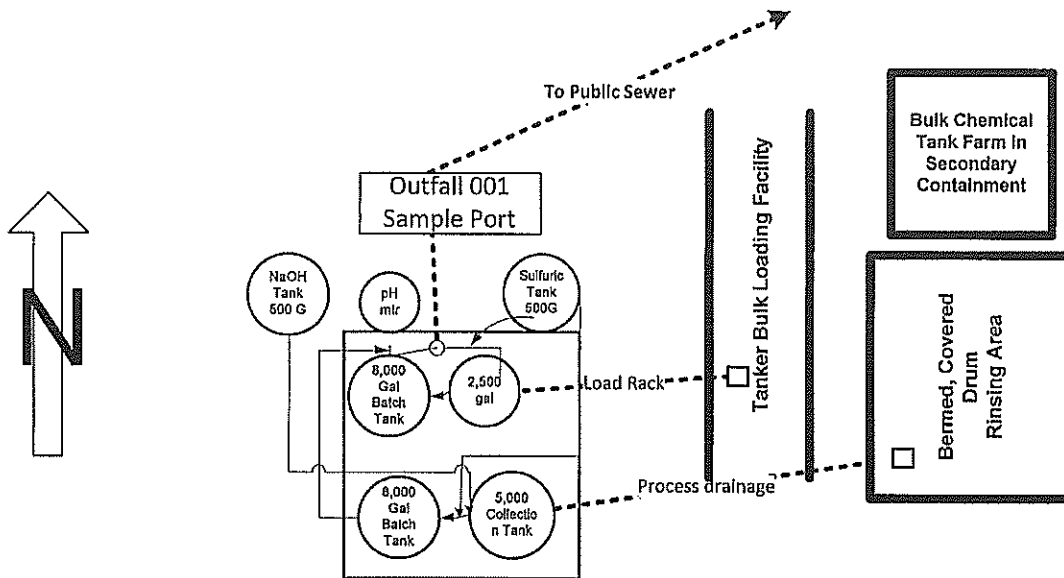 To Public Sewer
Outfall 001
Sample Port
N
NaOH
Tank
500 G
pH
mtr
Sulfuric
Tank
500G
8,000
Gal
Batch
Tank
2,500
gal
Load Rack
Tanker Bulk Loading Facility
Bulk Chemical
Tank Farm in
Secondary
Containment
Bermed, Covered
Drum
Rinsing Area
8,000
Gal
Batch
Tank
5,000
Collectio
n Tank
Process drainage